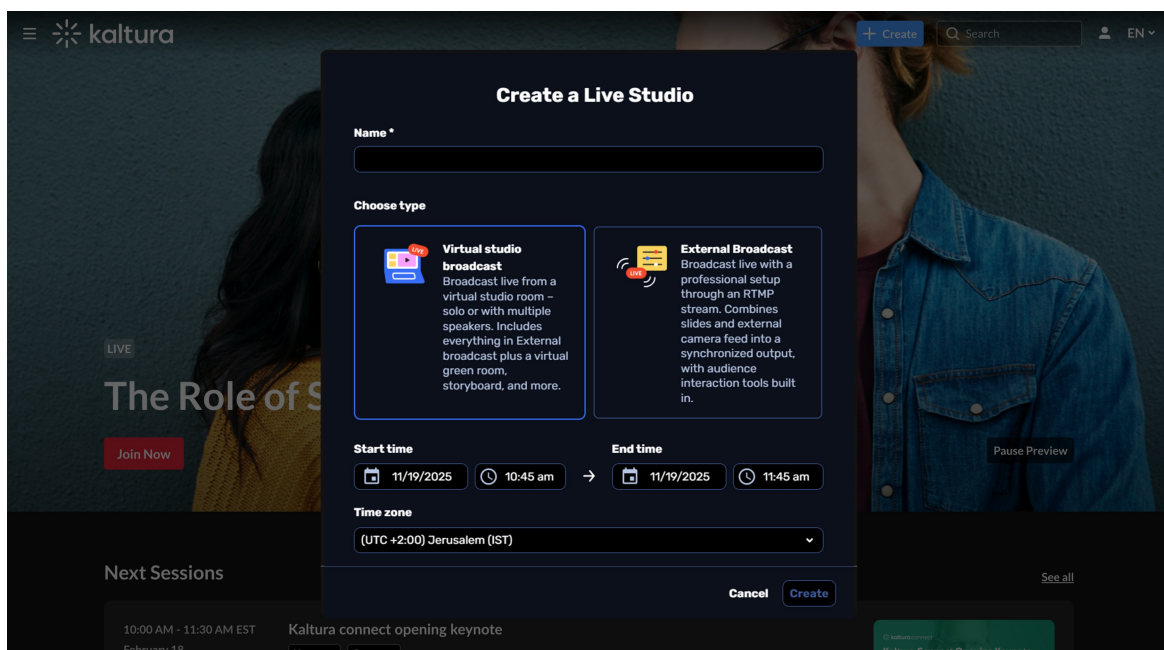 kaltura
+ Create
Search
EN
Create a Live Studio
Name *
Choose type
LIVE
Virtual studio
broadcast
Broadcast live from a
virtual studio room –
solo or with multiple
speakers. Includes
everything in External
broadcast plus a virtual
green room,
storyboard, and more.
LIVE
External Broadcast
Broadcast live with a
professional setup
through an RTMP
stream. Combines
slides and external
camera feed into a
synchronized output,
with audience
interaction tools built
in.
LIVE
The Role of S
Join Now
Pause Preview
Start time
End time
11/19/2025
10:45 am
→
11/19/2025
11:45 am
Time zone
(UTC +2:00) Jerusalem (IST)
Cancel
Create
Next Sessions
See all
10:00 AM - 11:30 AM EST
Kaltura connect opening keynote
February 18